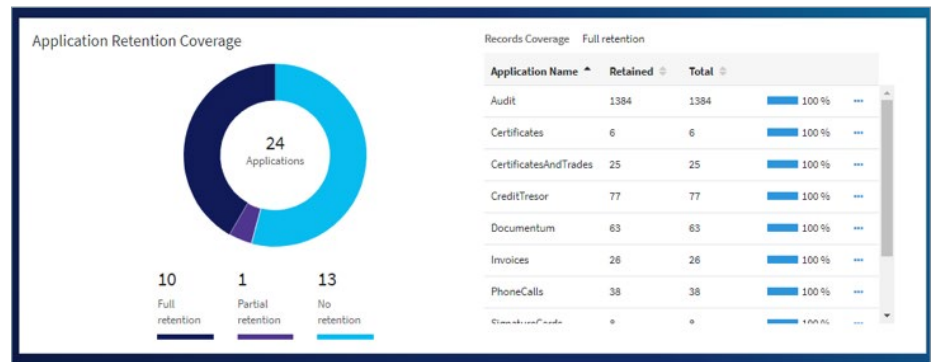 Application Retention Coverage
24
Applications
10 1 13
Full retention Partial retention No retention
Records Coverage Full retention
Application Name Retained Total
Audit 1384 1384 100 %
Certificates 6 6 100 %
CertificatesAndTrades 25 25 100 %
CreditTresor 77 77 100 %
Documentum 63 63 100 %
Invoices 26 26 100 %
PhoneCalls 38 38 100 %